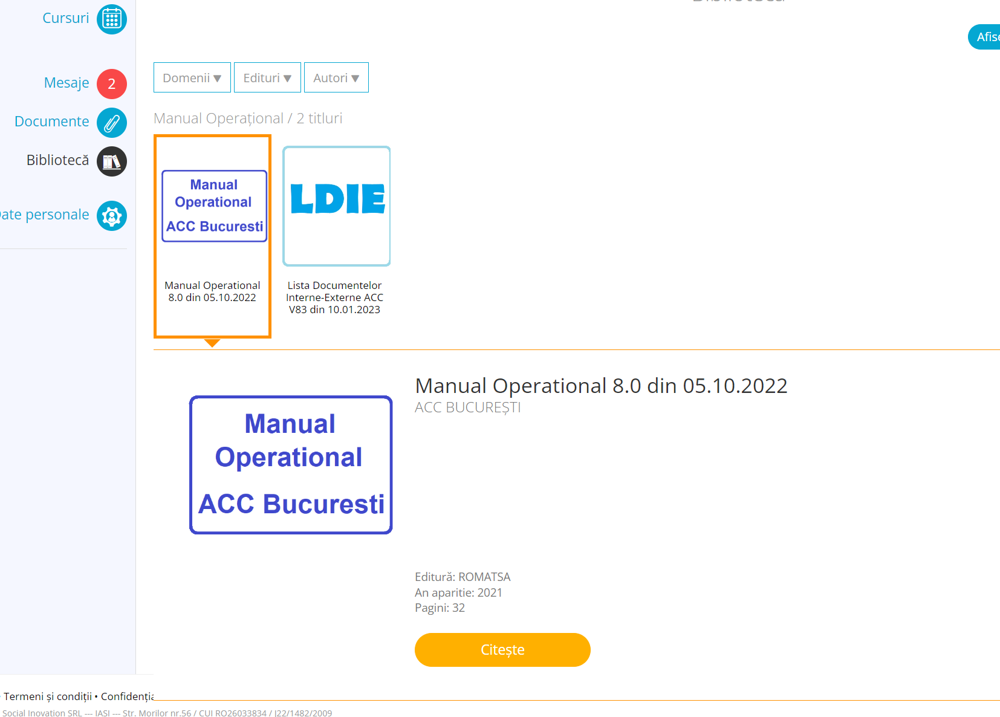 Cursuri
Mesaje 2
Documente
Bibliotecă
ate personale
Afiș
Domenii ▼
Edituri ▼
Autori ▼
Manual Operațional / 2 titluri
Manual
Operational
ACC Bucuresti
Manual Operational
8.0 din 05.10.2022
LDIE
Lista Documentelor
Interne-Externe ACC
V83 din 10.01.2023
Manual
Operational
ACC Bucuresti
Manual Operational 8.0 din 05.10.2022
ACC BUCUREȘTI
Editură: ROMATSA
An aparitie: 2021
Pagini: 32
Citește
Termeni și condiții • Confidenția
Social Inovation SRL --- IASI --- Str. Morilor nr.56 / CUI RO26033834 / J22/1482/2009